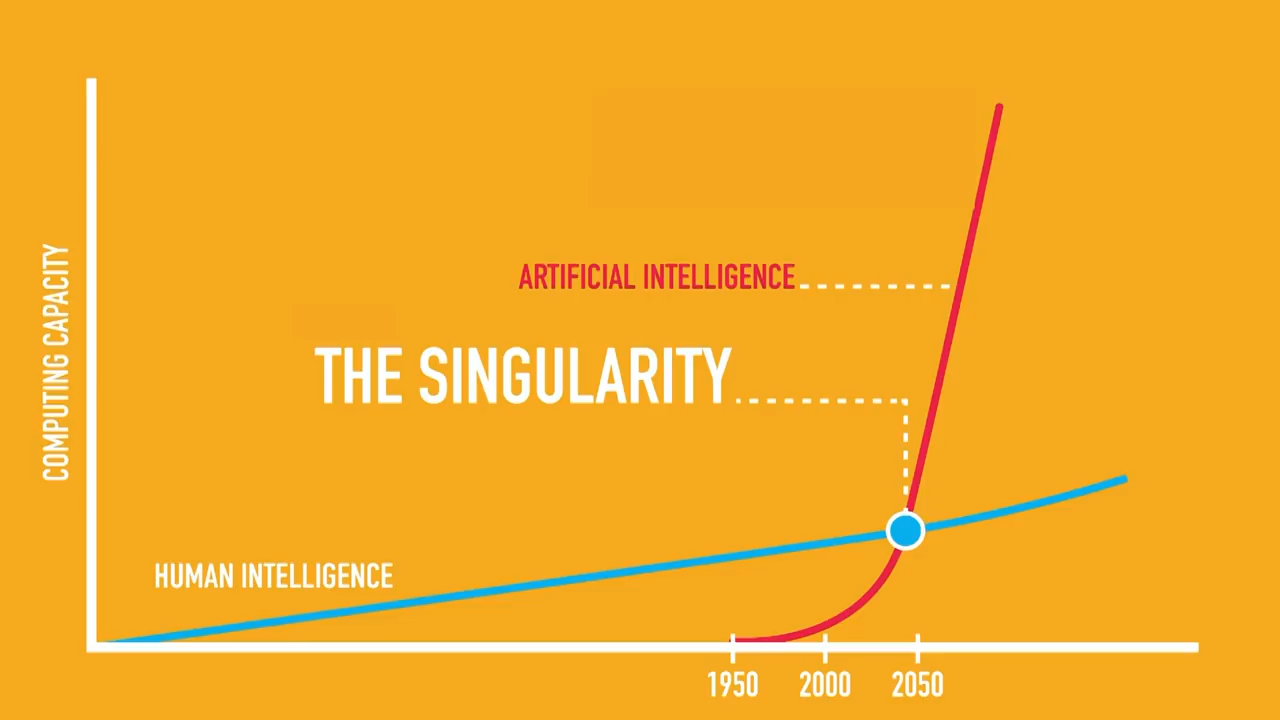 ARTIFICIAL INTELLIGENCE
THE SINGULARITY
COMPUTING CAPACITY
HUMAN INTELLIGENCE
1950 2000 2050